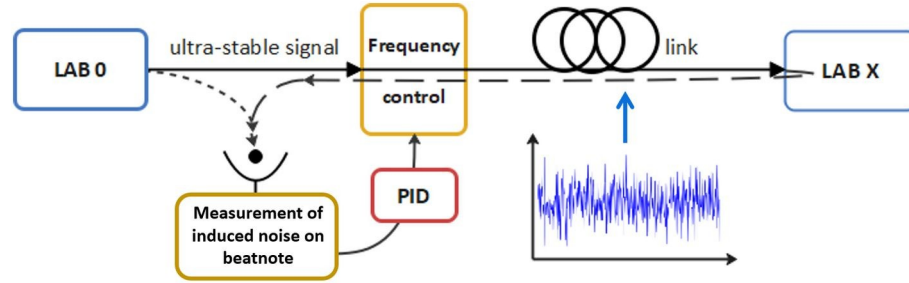 LAB 0
ultra-stable signal
Frequency
control
link
LAB X
PID
Measurement of
induced noise on
beatnote